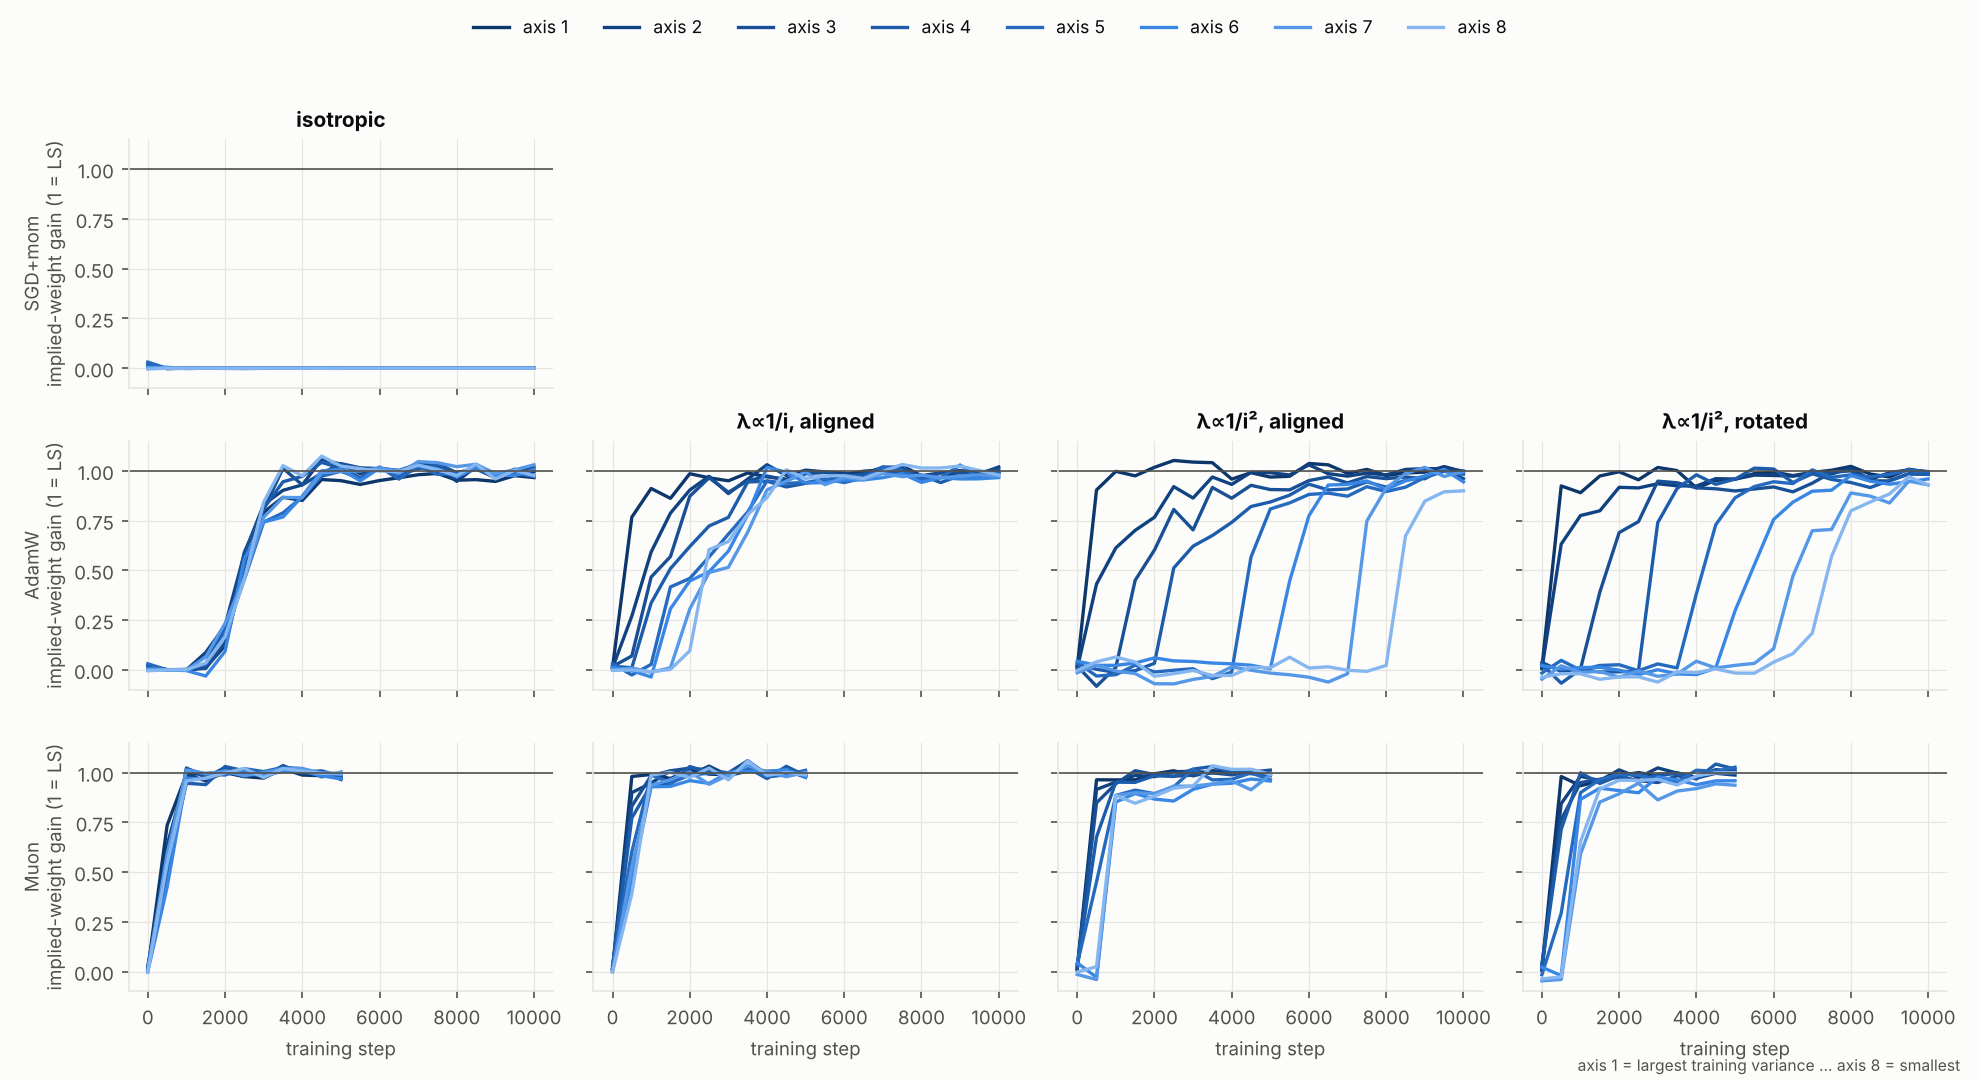 axis 1 axis 2 axis 3 axis 4 axis 5 axis 6 axis 7 axis 8
isotropic
SGD+mom
implied-weight gain (1 = LS)
1.00
0.75
0.50
0.25
0.00
λ∝1/i, aligned
λ∝1/i², aligned
λ∝1/i², rotated
AdamW
implied-weight gain (1 = LS)
1.00
0.75
0.50
0.25
0.00
Muon
implied-weight gain (1 = LS)
1.00
0.75
0.50
0.25
0.00
0 2000 4000 6000 8000 10000
0 2000 4000 6000 8000 10000
0 2000 4000 6000 8000 10000
0 2000 4000 6000 8000 10000
training step
training step
training step
training step
axis 1 = largest training variance ... axis 8 = smallest